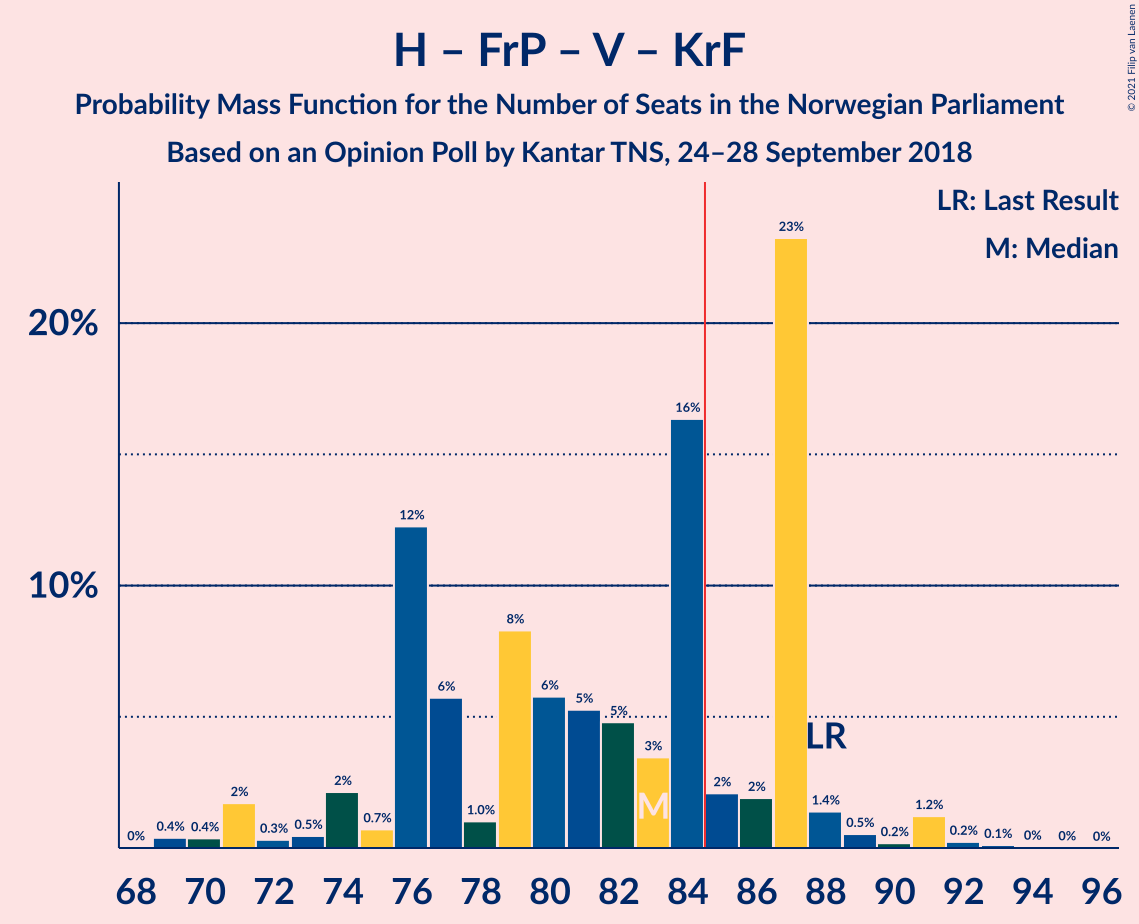 H – FrP – V – KrF
Probability Mass Function for the Number of Seats in the Norwegian Parliament
Based on an Opinion Poll by Kantar TNS, 24–28 September 2018
© 2021 Filip van Laenen
LR: Last Result
M: Median
20%
10%
0% 0.4% 0.4% 2% 0.3% 0.5% 2% 0.7% 12% 6% 1.0% 8% 6% 5% 5% 3% 16% 2% 2% 23% 1.4% 0.5% 0.2% 1.2% 0.2% 0.1% 0% 0% 0%
LR
M
68 70 72 74 76 78 80 82 84 86 88 90 92 94 96